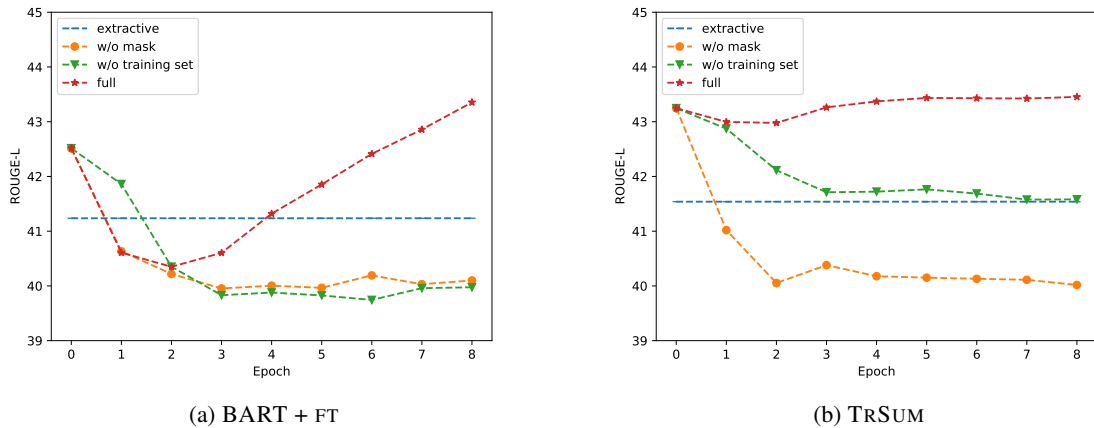 45
44
43
42
41
40
39
ROUGE-L
extractive
w/o mask
w/o training set
full
0 1 2 3 4 5 6 7 8
Epoch
(a) BART + FT
45
44
43
42
41
40
39
ROUGE-L
extractive
w/o mask
w/o training set
full
0 1 2 3 4 5 6 7 8
Epoch
(b) TRSUM